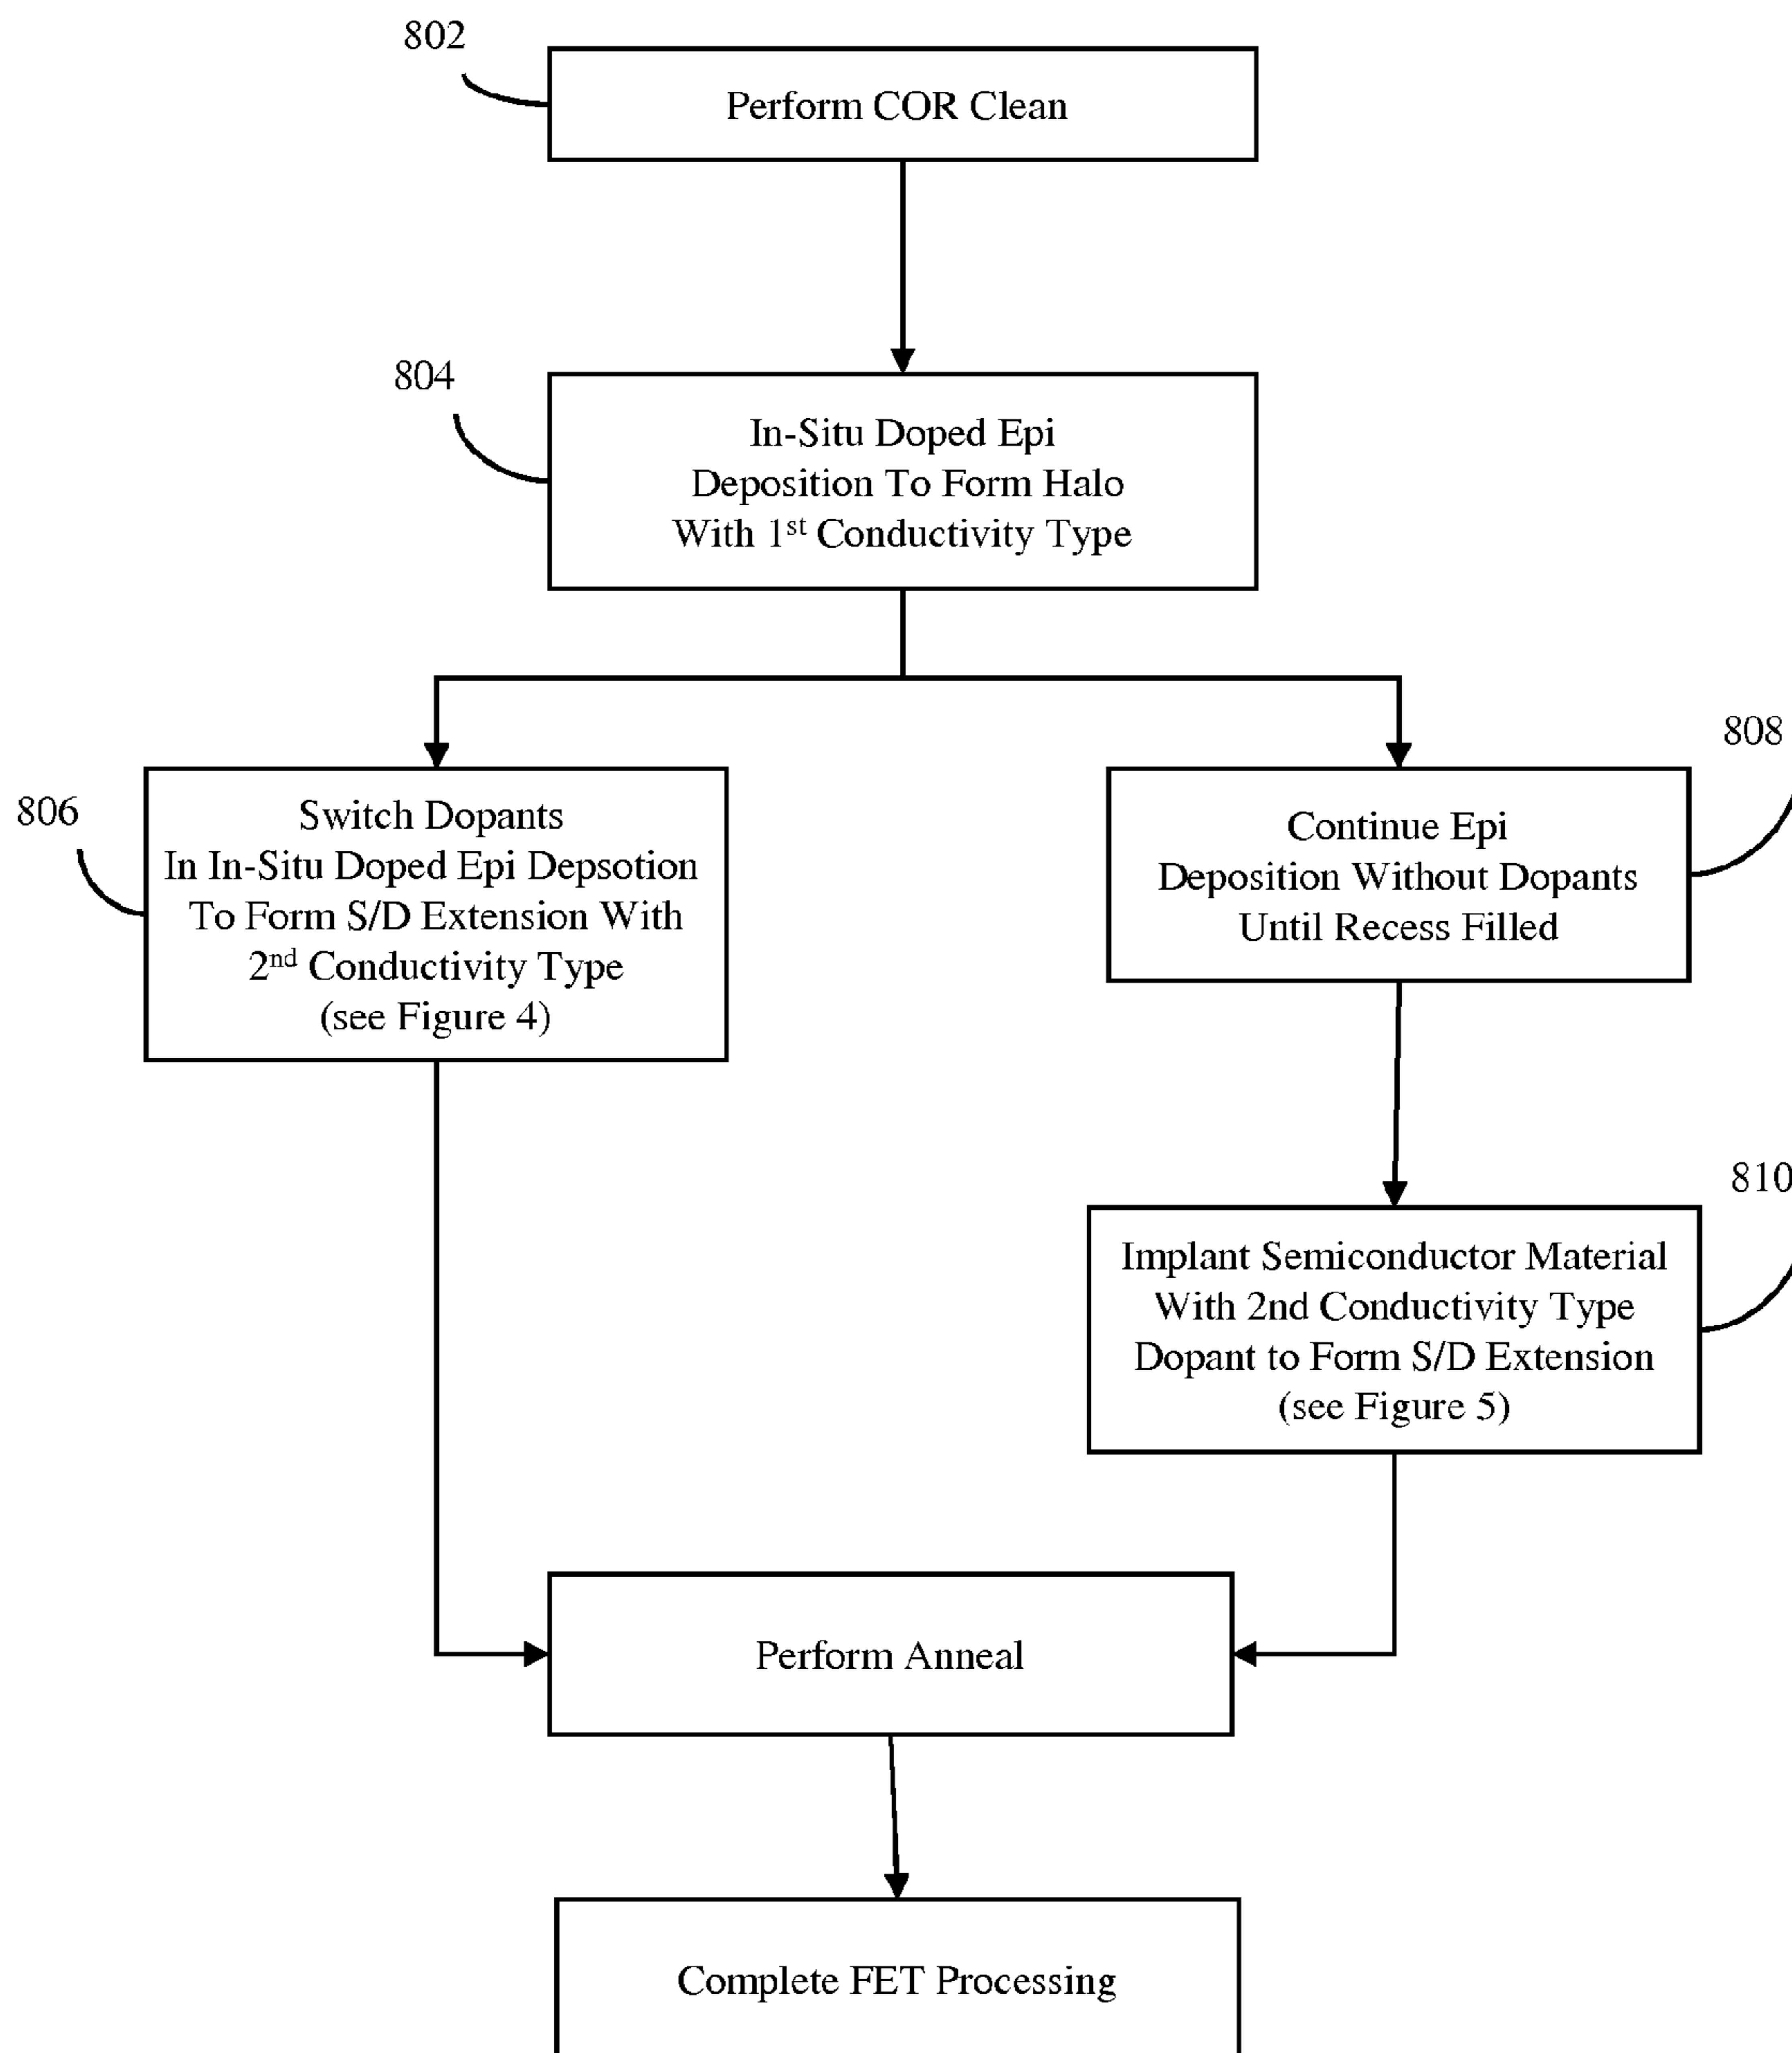 802
Perform COR Clean
804
In-Situ Doped Epi
Deposition To Form Halo
With 1st Conductivity Type
806
Switch Dopants
In In-Situ Doped Epi Depsotion
To Form S/D Extension With
2nd Conductivity Type
(see Figure 4)
808
Continue Epi
Deposition Without Dopants
Until Recess Filled
810
Implant Semiconductor Material
With 2nd Conductivity Type
Dopant to Form S/D Extension
(see Figure 5)
Perform Anneal
Complete FET Processing